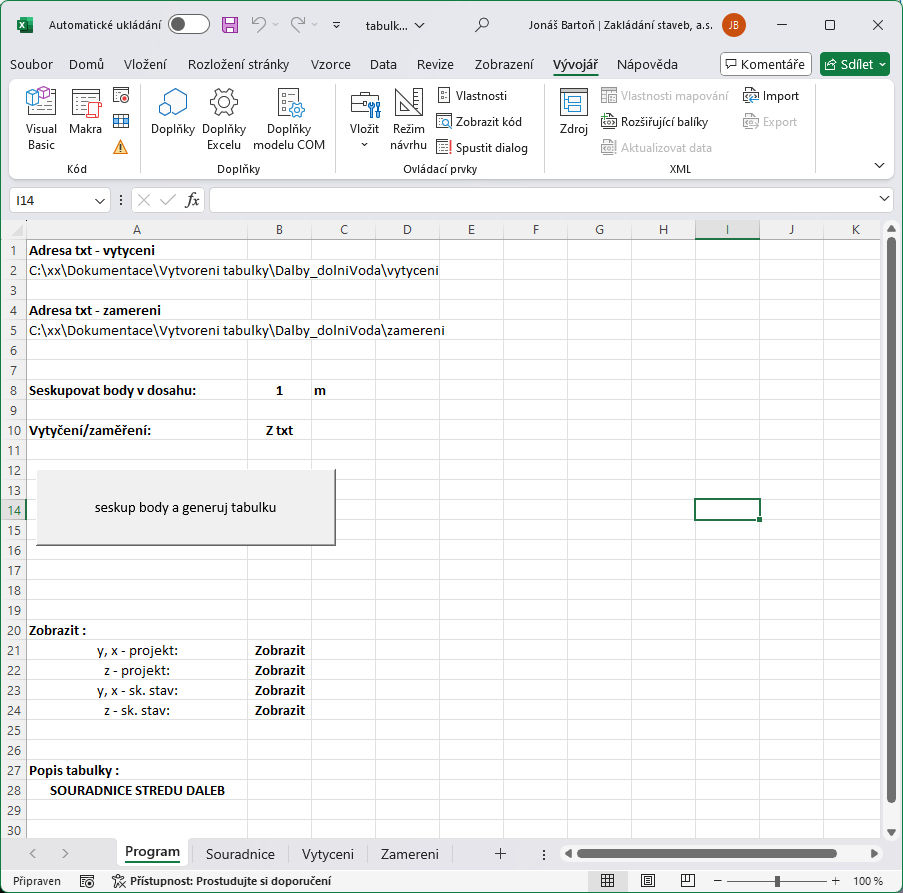 Automatické ukládání
tabulk...
Jonáš Bartoň | Zakládání staveb, a.s.
JB
Soubor Domů Vložení Rozložení stránky Vzorce Data Revize Zobrazení Vývojář Nápověda
Komentáře
Sdílet
Visual Basic
Makra
Kód
Doplňky
Doplňky Excelu
Doplňky modelu COM
Doplňky
Vložit
Režim návrhu
Vlastnosti
Zobrazit kód
Spustit dialog
Ovládací prvky
Zdroj
Vlastnosti mapování
Rozšiřující balíky
Aktualizovat data
Import
Export
XML
I14
fx
A B C D E F G H I J K
1 Adresa txt - vytyceni
2 C:\xx\Dokumentace\Vytvoreni tabulky\Dalby_dolniVoda\vytyceni
3
4 Adresa txt - zamereni
5 C:\xx\Dokumentace\Vytvoreni tabulky\Dalby_dolniVoda\zamereni
6
7
8 Seskupovat body v dosahu: 1 m
9
10 Vytyčení/zaměření: Z txt
11
12
13
seskup body a generuj tabulku
14
15
16
17
18
19
20 Zobrazit :
21 y, x - projekt: Zobrazit
22 z - projekt: Zobrazit
23 y, x - sk. stav: Zobrazit
24 z - sk. stav: Zobrazit
25
26
27 Popis tabulky :
28 SOURADNICE STREDU DALEB
29
30
Program Souradnice Vytyceni Zamereni
Připraven
Přístupnost: Prostudujte si doporučení
100 %